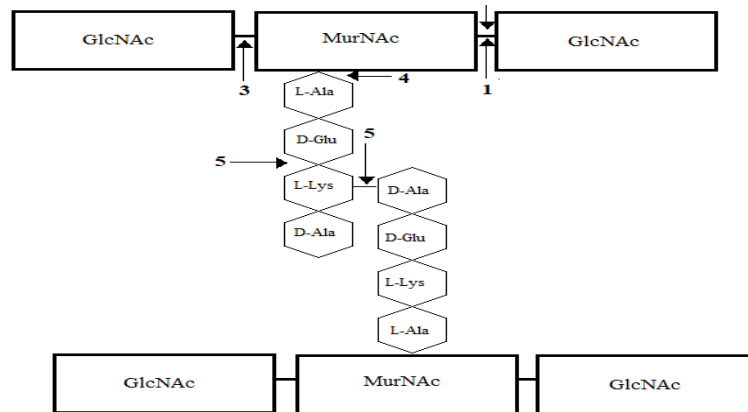 GlcNAc MurNAc GlcNAc
3 4 1
L-Ala
D-Glu 5
5 L-Lys D-Ala
D-Ala D-Glu
L-Lys
L-Ala
GlcNAc MurNAc GlcNAc